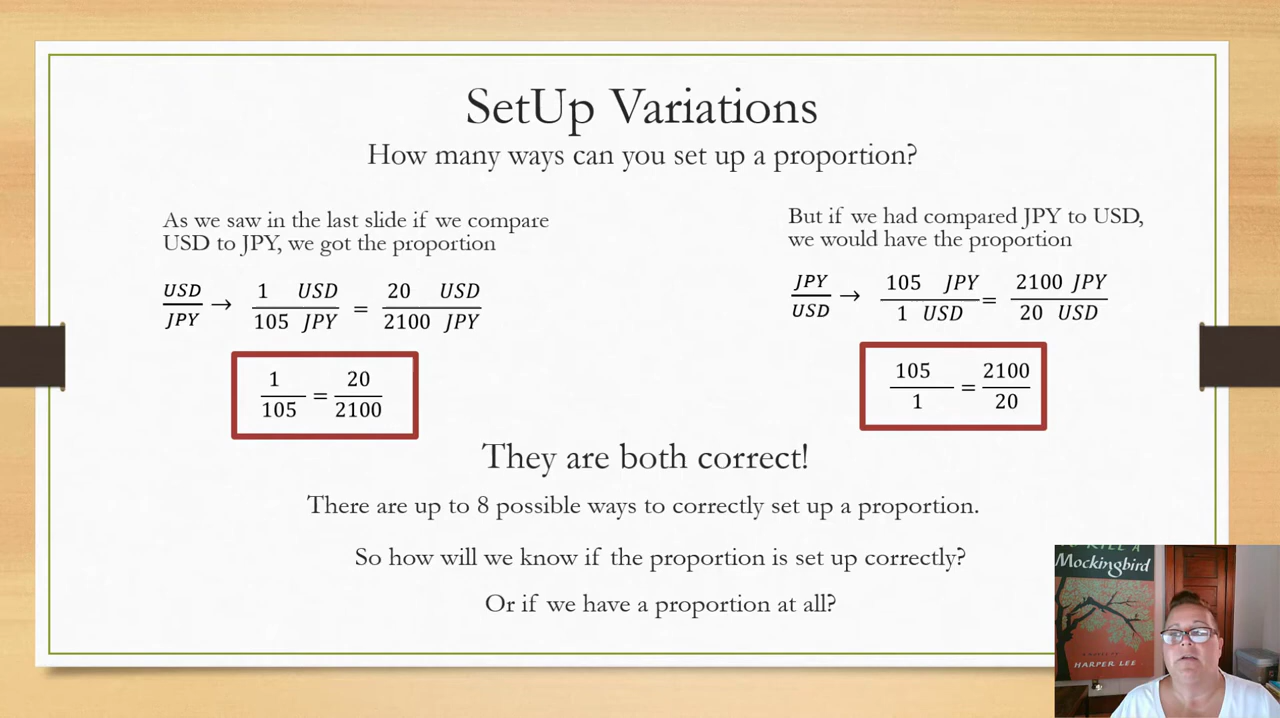 SetUp Variations
How many ways can you set up a proportion?
As we saw in the last slide if we compare
USD to JPY, we got the proportion
USD/JPY → 1 USD/105 JPY = 20 USD/2100 JPY
1/105 = 20/2100
But if we had compared JPY to USD,
we would have the proportion
JPY/USD → 105 JPY/1 USD = 2100 JPY/20 USD
105/1 = 2100/20
They are both correct!
There are up to 8 possible ways to correctly set up a proportion.
So how will we know if the proportion is set up correctly?
Or if we have a proportion at all?
Mockingbird
HARPER LEE